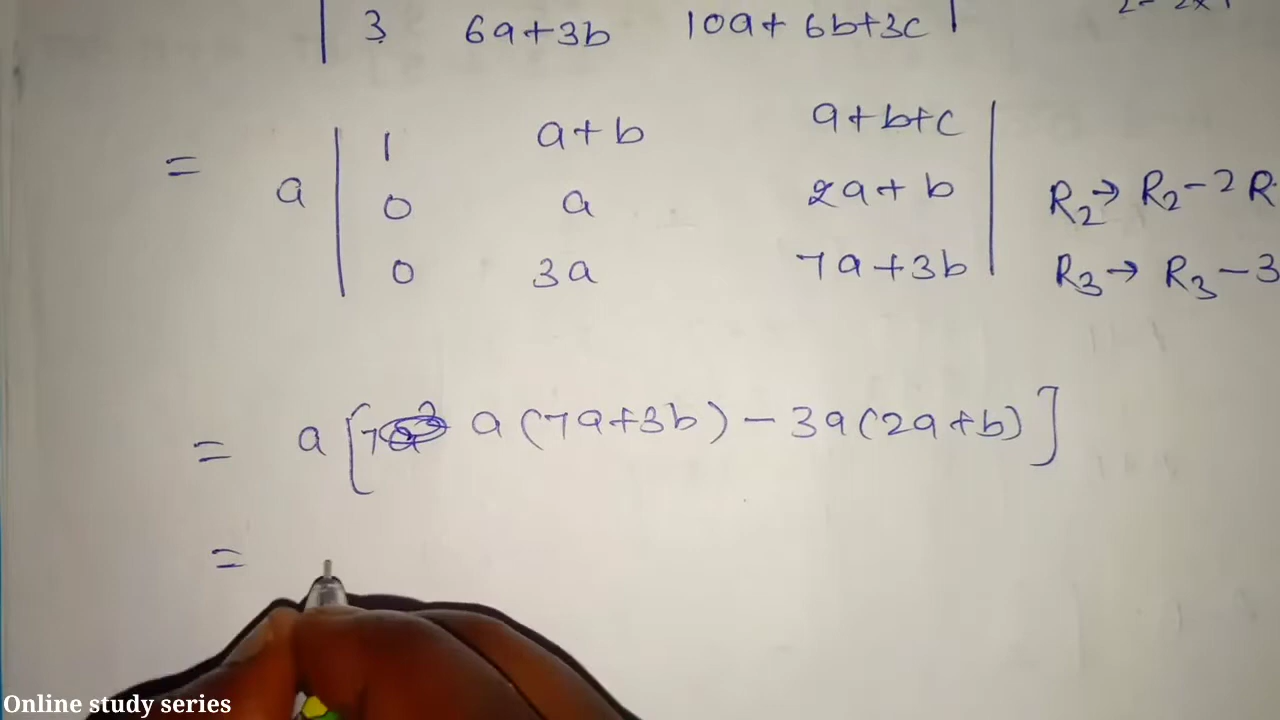 | 3 6a+3b 10a+6b+3c |
= a | 1 a+b a+b+c |
0 a 2a+b R2→R2-2R
0 3a 7a+3b R3→R3-3
= a[ a(7a+3b)-3a(2a+b)]
=
Online study series